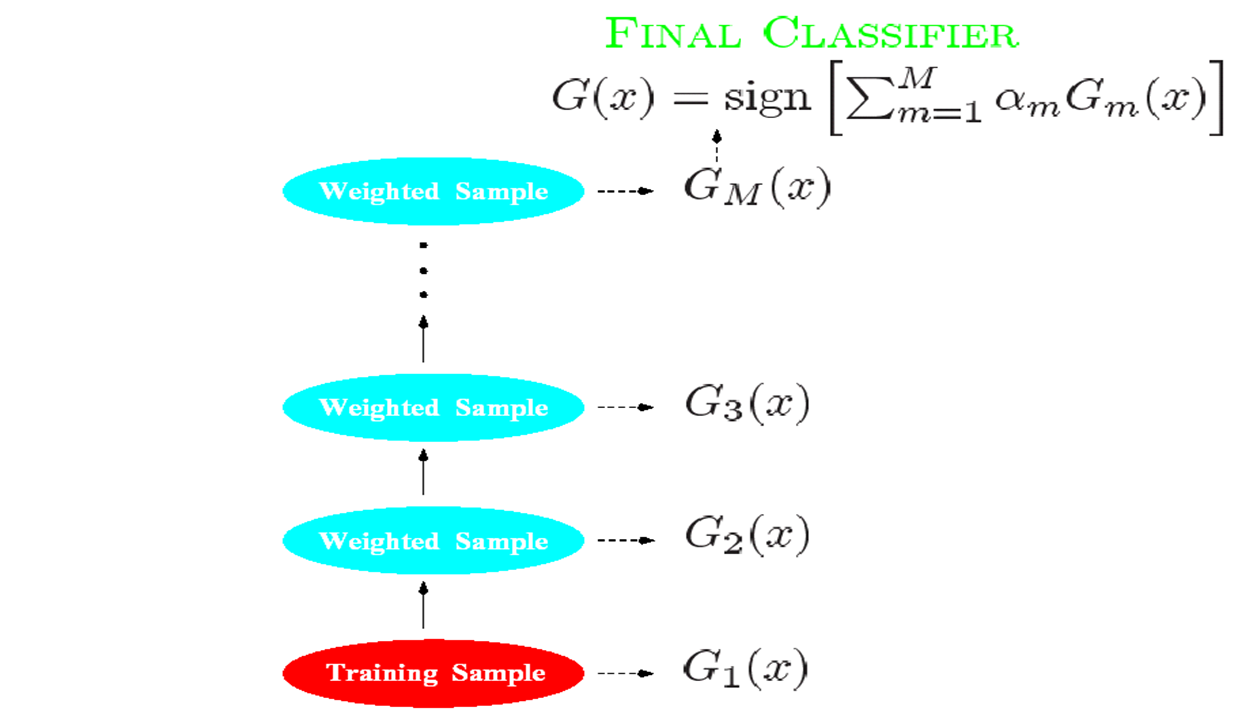 FINAL CLASSIFIER
G(x) = sign [∑_{m=1}^{M} α_m G_m(x)]
Weighted Sample G_M(x)
Weighted Sample G_3(x)
Weighted Sample G_2(x)
Training Sample G_1(x)